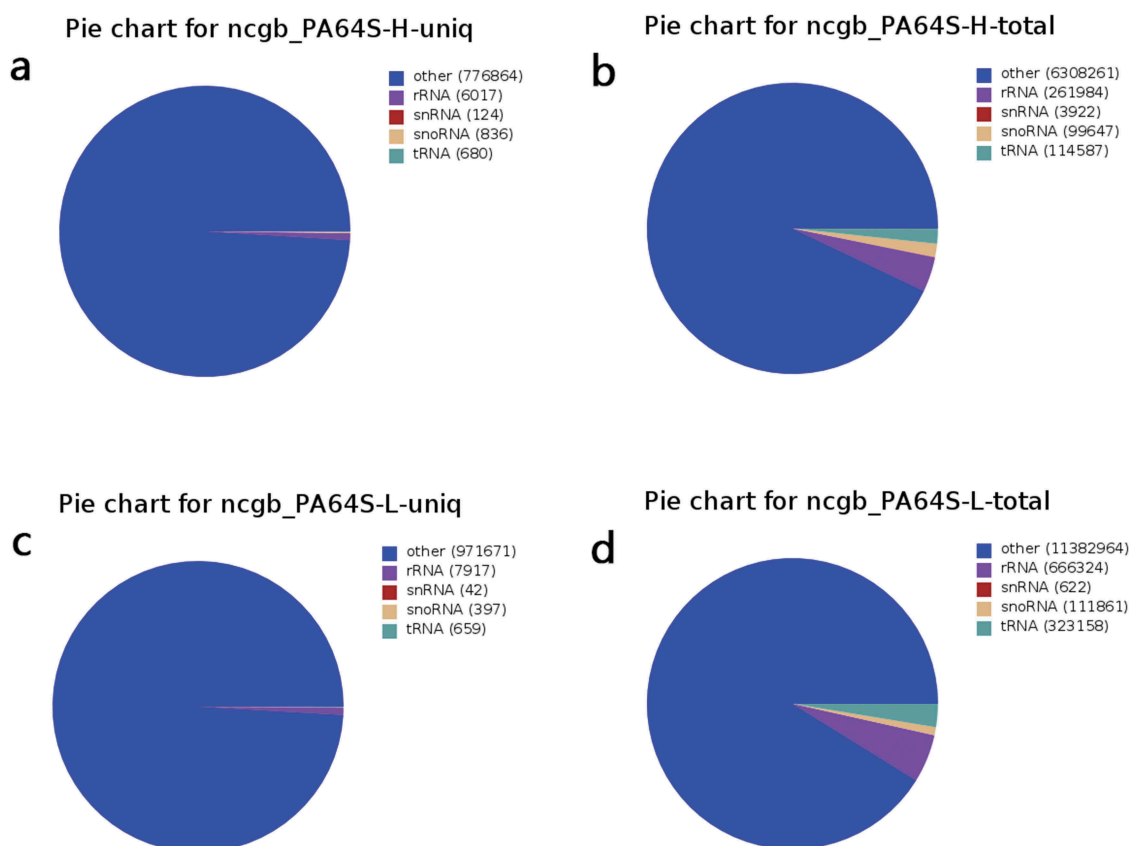 Pie chart for ncgb_PA64S-H-uniq
a
other (776864)
rRNA (6017)
snRNA (124)
snoRNA (836)
tRNA (680)
Pie chart for ncgb_PA64S-H-total
b
other (6308261)
rRNA (261984)
snRNA (3922)
snoRNA (99647)
tRNA (114587)
Pie chart for ncgb_PA64S-L-uniq
c
other (971671)
rRNA (7917)
snRNA (42)
snoRNA (397)
tRNA (659)
Pie chart for ncgb_PA64S-L-total
d
other (11382964)
rRNA (666324)
snRNA (622)
snoRNA (111861)
tRNA (323158)